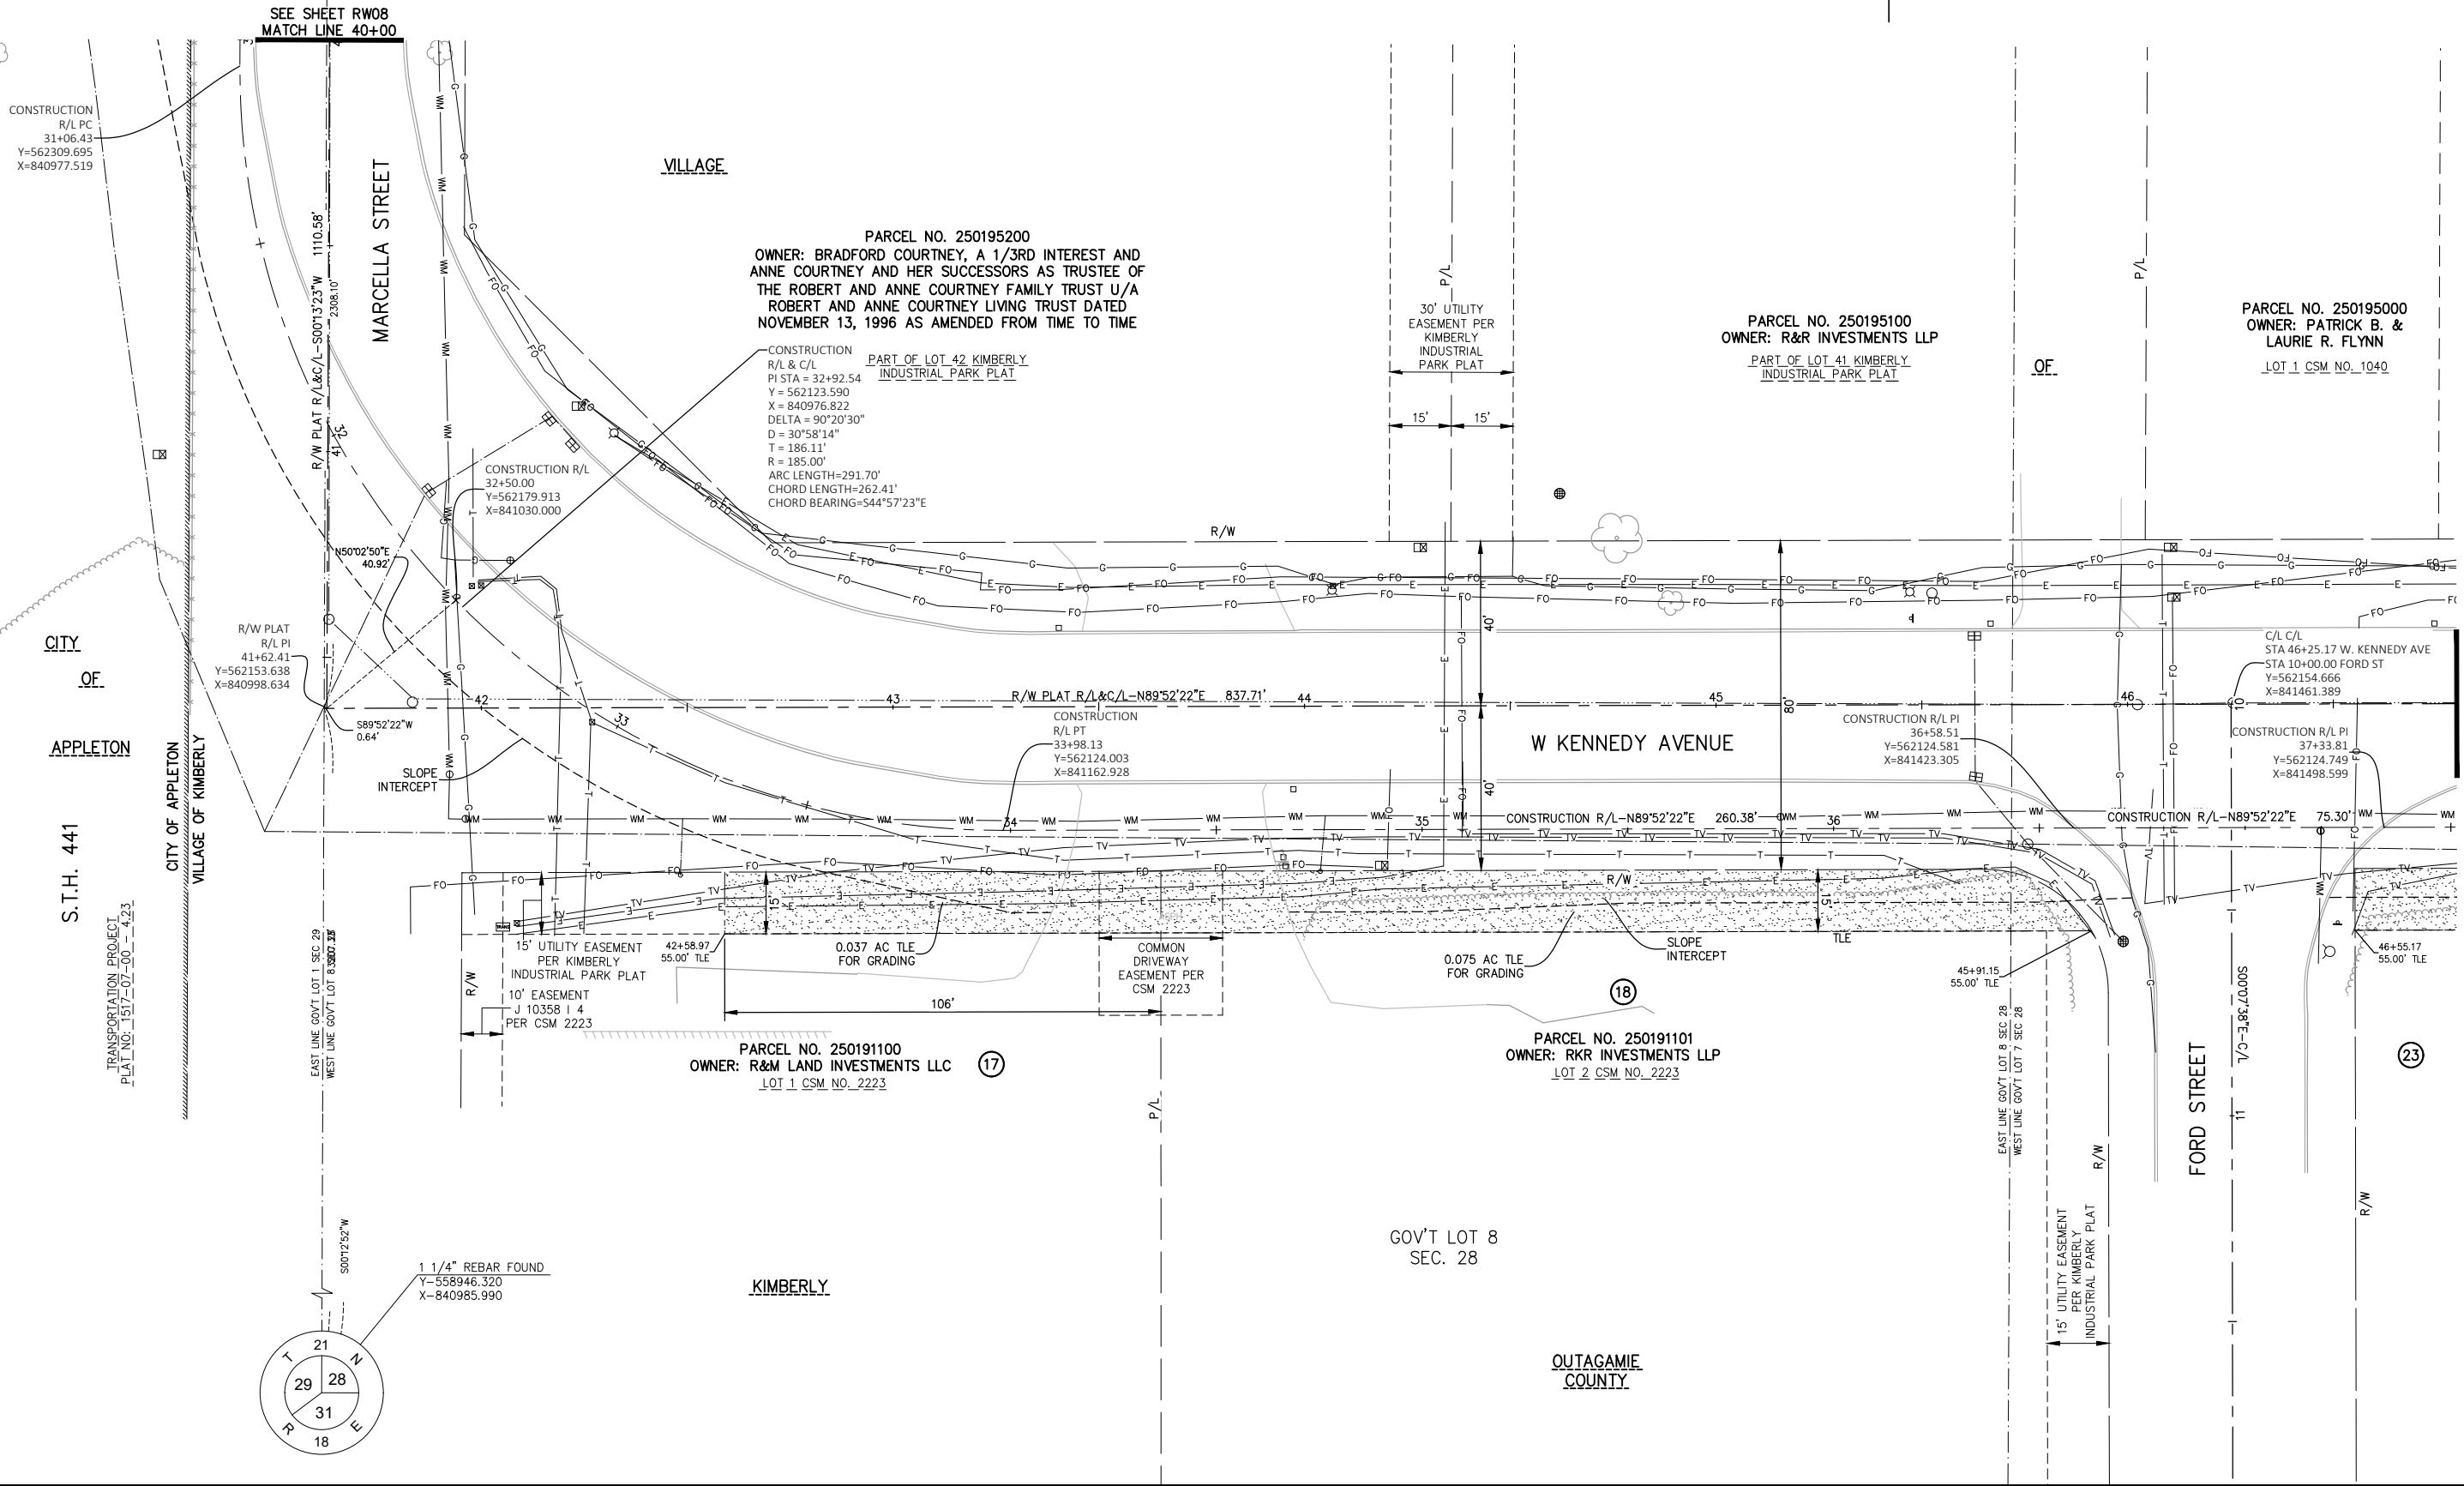 SEE SHEET RW08
MATCH LINE 40+00
CONSTRUCTION
R/L PC
31+06.43
Y=562309.695
X=840977.519
R/W PLAT R/L&C/L-S00°13'23"W 1110.58'
2308.10'
MARCELLA STREET
VILLAGE
PARCEL NO. 250195200
OWNER: BRADFORD COURTNEY, A 1/3RD INTEREST AND
ANNE COURTNEY AND HER SUCCESSORS AS TRUSTEE OF
THE ROBERT AND ANNE COURTNEY FAMILY TRUST U/A
ROBERT AND ANNE COURTNEY LIVING TRUST DATED
NOVEMBER 13, 1996 AS AMENDED FROM TIME TO TIME
PART OF LOT 42 KIMBERLY
INDUSTRIAL PARK PLAT
CONSTRUCTION
R/L & C/L
PI STA = 32+92.54
Y = 562123.590
X = 840976.822
DELTA = 90°20'30"
D = 30°58'14"
T = 186.11'
R = 185.00'
ARC LENGTH=291.70'
CHORD LENGTH=262.41'
CHORD BEARING=S44°57'23"E
P/L
30' UTILITY
EASEMENT PER
KIMBERLY
INDUSTRIAL
PARK PLAT
15'
15'
PARCEL NO. 250195100
OWNER: R&R INVESTMENTS LLP
PART OF LOT 41 KIMBERLY
INDUSTRIAL PARK PLAT
OF
P/L
PARCEL NO. 250195000
OWNER: PATRICK B. &
LAURIE R. FLYNN
LOT 1 CSM NO. 1040
32
41
CONSTRUCTION R/L
32+50.00
Y=562179.913
X=841030.000
N50°02'50"E
40.92'
R/W
CITY
OF
APPLETON
R/W PLAT
R/L PI
41+62.41
Y=562153.638
X=840998.634
S89°52'22"W
0.64'
SLOPE
INTERCEPT
42
33
43
R/W PLAT R/L&C/L-N89°52'22"E 837.71'
44
45
46
40'
40'
80'
CONSTRUCTION
R/L PT
33+98.13
Y=562124.003
X=841162.928
W KENNEDY AVENUE
CONSTRUCTION R/L PI
36+58.51
Y=562124.581
X=841423.305
C/L C/L
STA 46+25.17 W. KENNEDY AVE
STA 10+00.00 FORD ST
Y=562154.666
X=841461.389
10
CONSTRUCTION R/L PI
37+33.81
Y=562124.749
X=841498.599
34
35
CONSTRUCTION R/L-N89°52'22"E 260.38'
36
CONSTRUCTION R/L-N89°52'22"E 75.30'
S.T.H. 441
CITY OF APPLETON
VILLAGE OF KIMBERLY
TRANSPORTATION PROJECT
PLAT NO: 1517-07-00 - 4.23
R/W
15'
15'
TLE
15' UTILITY EASEMENT
PER KIMBERLY
INDUSTRIAL PARK PLAT
42+58.97
55.00' TLE
0.037 AC TLE
FOR GRADING
COMMON
DRIVEWAY
EASEMENT PER
CSM 2223
0.075 AC TLE
FOR GRADING
SLOPE
INTERCEPT
45+91.15
55.00' TLE
46+55.17
55.00' TLE
R/W
10' EASEMENT
J 10358 I 4
PER CSM 2223
106'
EAST LINE GOV'T LOT 1 SEC 29
WEST LINE GOV'T LOT 8 SEC 28
PARCEL NO. 250191100
OWNER: R&M LAND INVESTMENTS LLC
LOT 1 CSM NO. 2223
17
18
PARCEL NO. 250191101
OWNER: RKR INVESTMENTS LLP
LOT 2 CSM NO. 2223
EAST LINE GOV'T LOT 8 SEC 28
WEST LINE GOV'T LOT 7 SEC 28
S00°07'38"E-C/L
11
FORD STREET
23
P/L
R/W
R/W
S00°12'52"W
1 1/4" REBAR FOUND
Y-558946.320
X-840985.990
KIMBERLY
GOV'T LOT 8
SEC. 28
OUTAGAMIE
COUNTY
15' UTILITY EASEMENT
PER KIMBERLY
INDUSTRIAL PARK PLAT
21
T N
29 28
31
R E
18